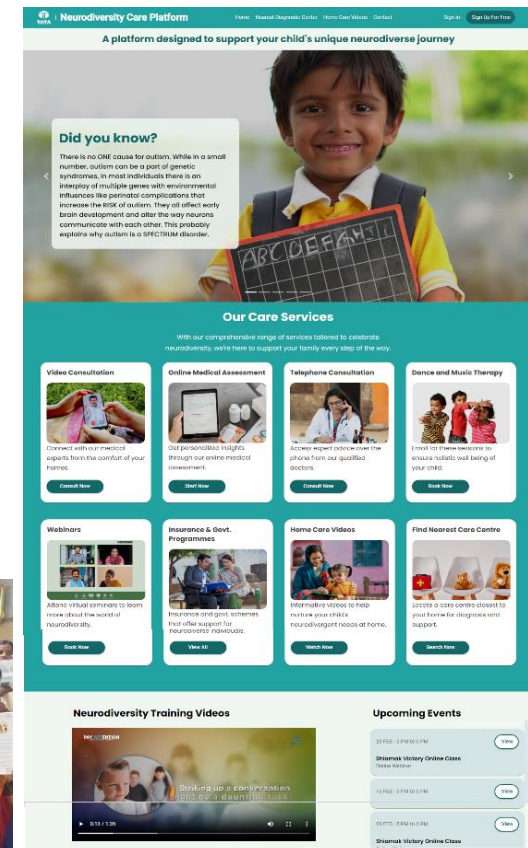 TATA
Neurodiversity Care Platform
Home Nearest Diagnostic Center Home Care Videos Contact
Sign In
Sign Up For Free
A platform designed to support your child's unique neurodiverse journey
Did you know?
There is no ONE cause for autism. While in a small
number, autism can be a part of genetic
syndromes, in most individuals there is an
interplay of multiple genes with environmental
influences like perinatal complications that
increase the RISK of autism. They all affect early
brain development and alter the way neurons
communicate with each other. This probably
explains why autism is a SPECTRUM disorder.
ABCDEFGHI
Our Care Services
With our comprehensive range of services tailored to celebrate
neurodiversity, we're here to support your family every step of the way.
Video Consultation
Connect with our medical
experts from the comfort of your
homes.
Consult Now
Online Medical Assessment
Get personalized insights
through our online medical
assessment.
Start Now
Telephone Consultation
Access expert advice over the
phone from our qualified
doctors.
Consult Now
Dance and Music Therapy
Enroll for these sessions to
ensure holistic well being of
your child.
Book Now
Webinars
Attend virtual seminars to learn
more about the world of
neurodiversity.
Book Now
Insurance & Govt.
Programmes
Insurance and govt. schemes
that offer support for
neurodiverse individuals.
View All
Home Care Videos
Informative videos to help
nurture your child's
neurodivergent needs at home.
Watch Now
Find Nearest Care Centre
Locate a care centre closest to
your home for diagnosis and
support.
Search Now
Neurodiversity Training Videos
Striking up a conversation
might be a daunting task
0:13 / 1:35
Upcoming Events
View
Shiamak Victory Online Class
Online Webinar
View
View
Shiamak Victory Online Class